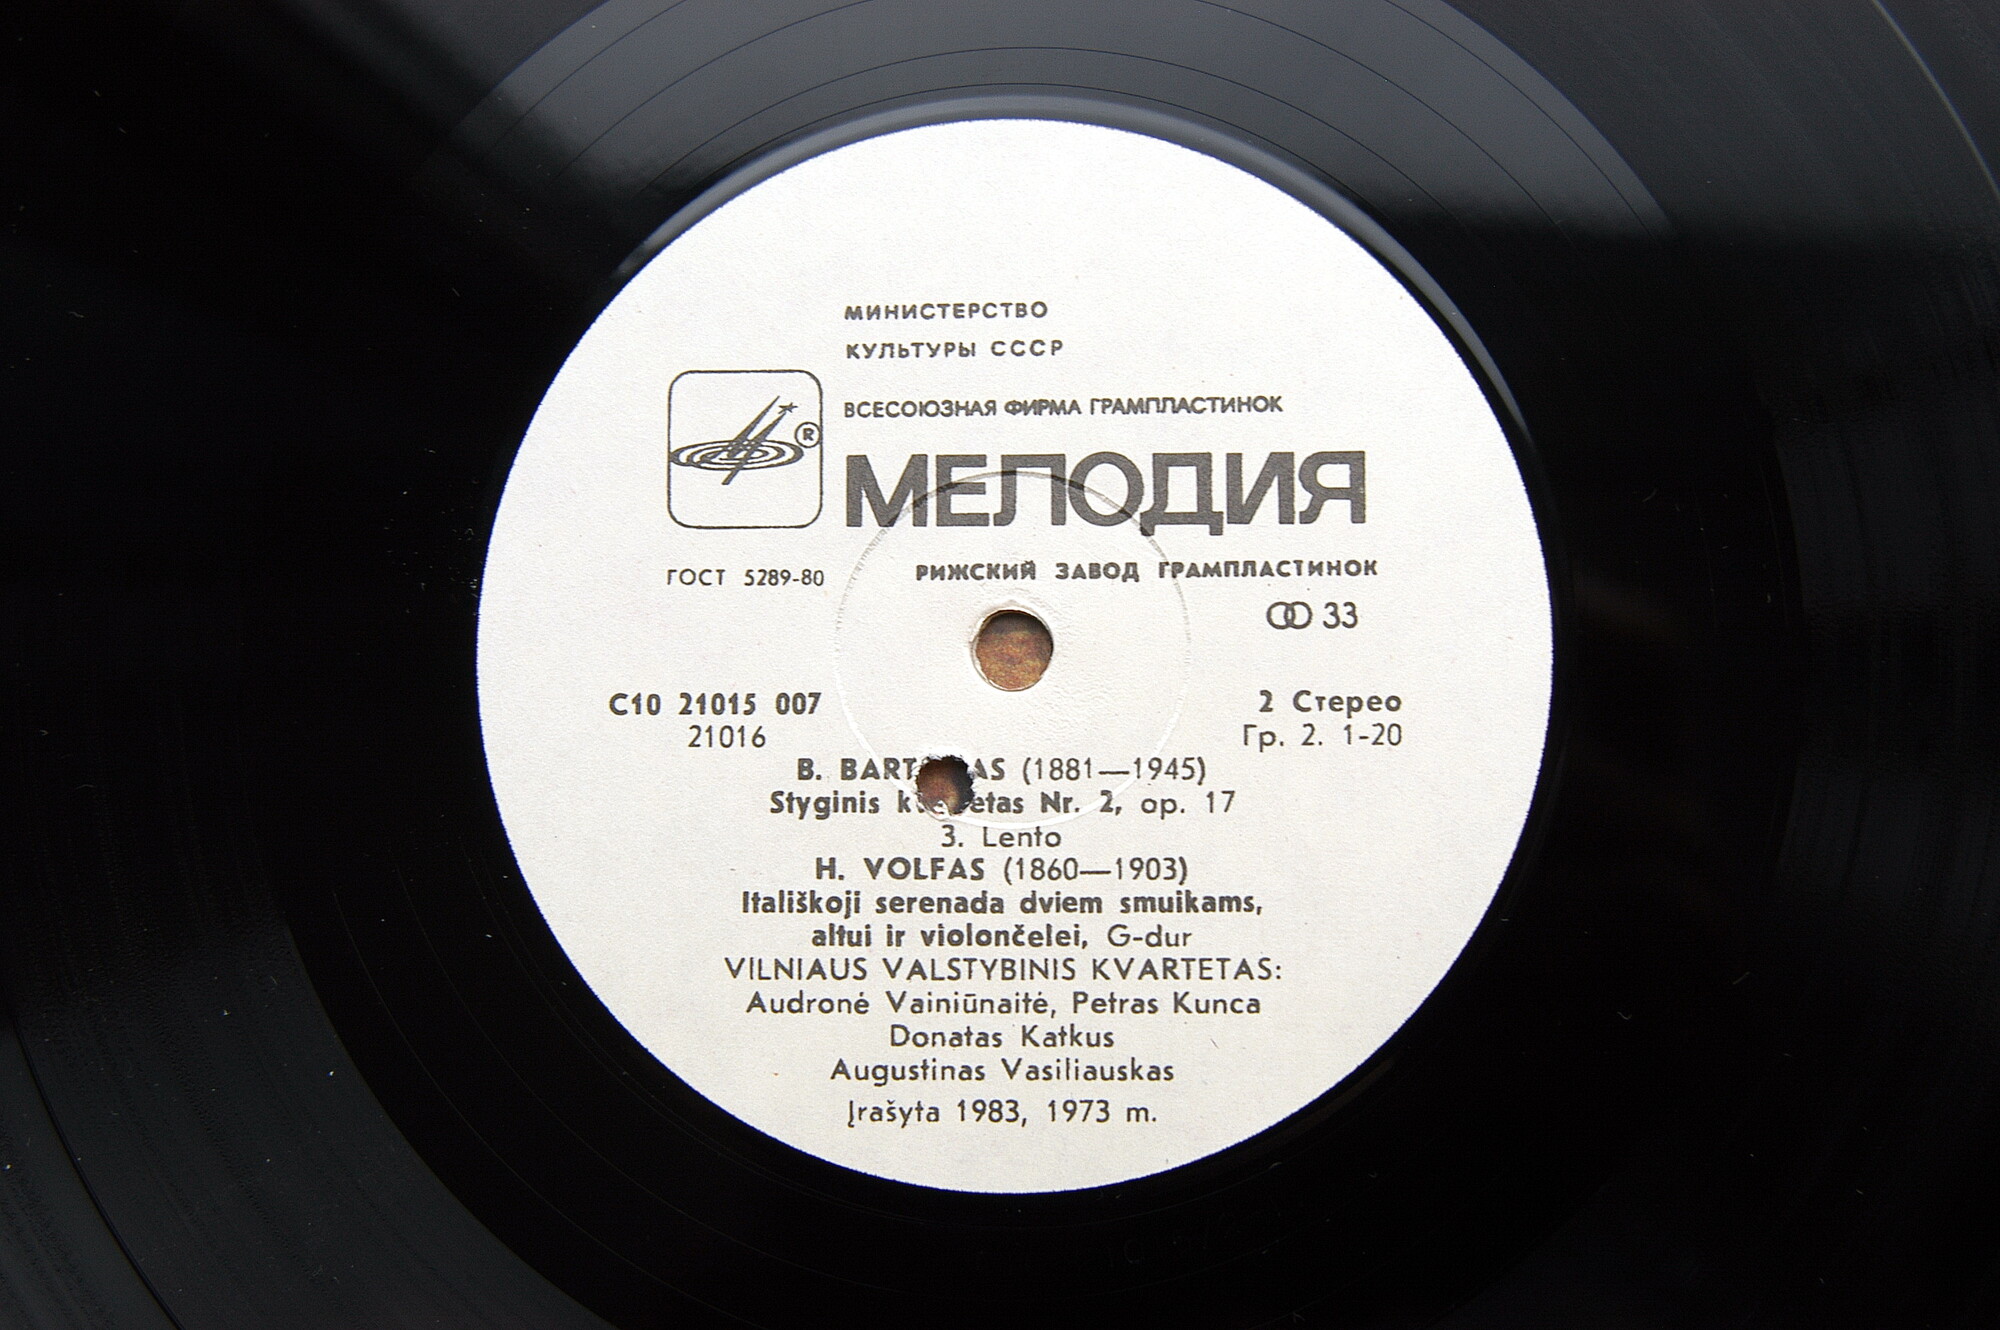 МИНИСТЕРСТВО
КУЛЬТУРЫ СССР
ВСЕСОЮЗНАЯ ФИРМА ГРАМПЛАСТИНОК
®
МЕЛОДИЯ
ГОСТ 5289-80
РИЖСКИЙ ЗАВОД ГРАМПЛАСТИНОК
33
С10 21015 007
2 Стерео
21016
Гр. 2. 1-20
B. (1881—1945)
Styginis Nr. 2, op. 17
3. Lento
H. VOLFAS (1860—1903)
Itališkoji serenada dviem smuikams,
altui ir violončelei, G-dur
VILNIAUS VALSTYBINIS KVARTETAS:
Audronė Vainiūnaitė, Petras Kunca
Donatas Katkus
Augustinas Vasiliauskas
Įrašyta 1983, 1973 m.